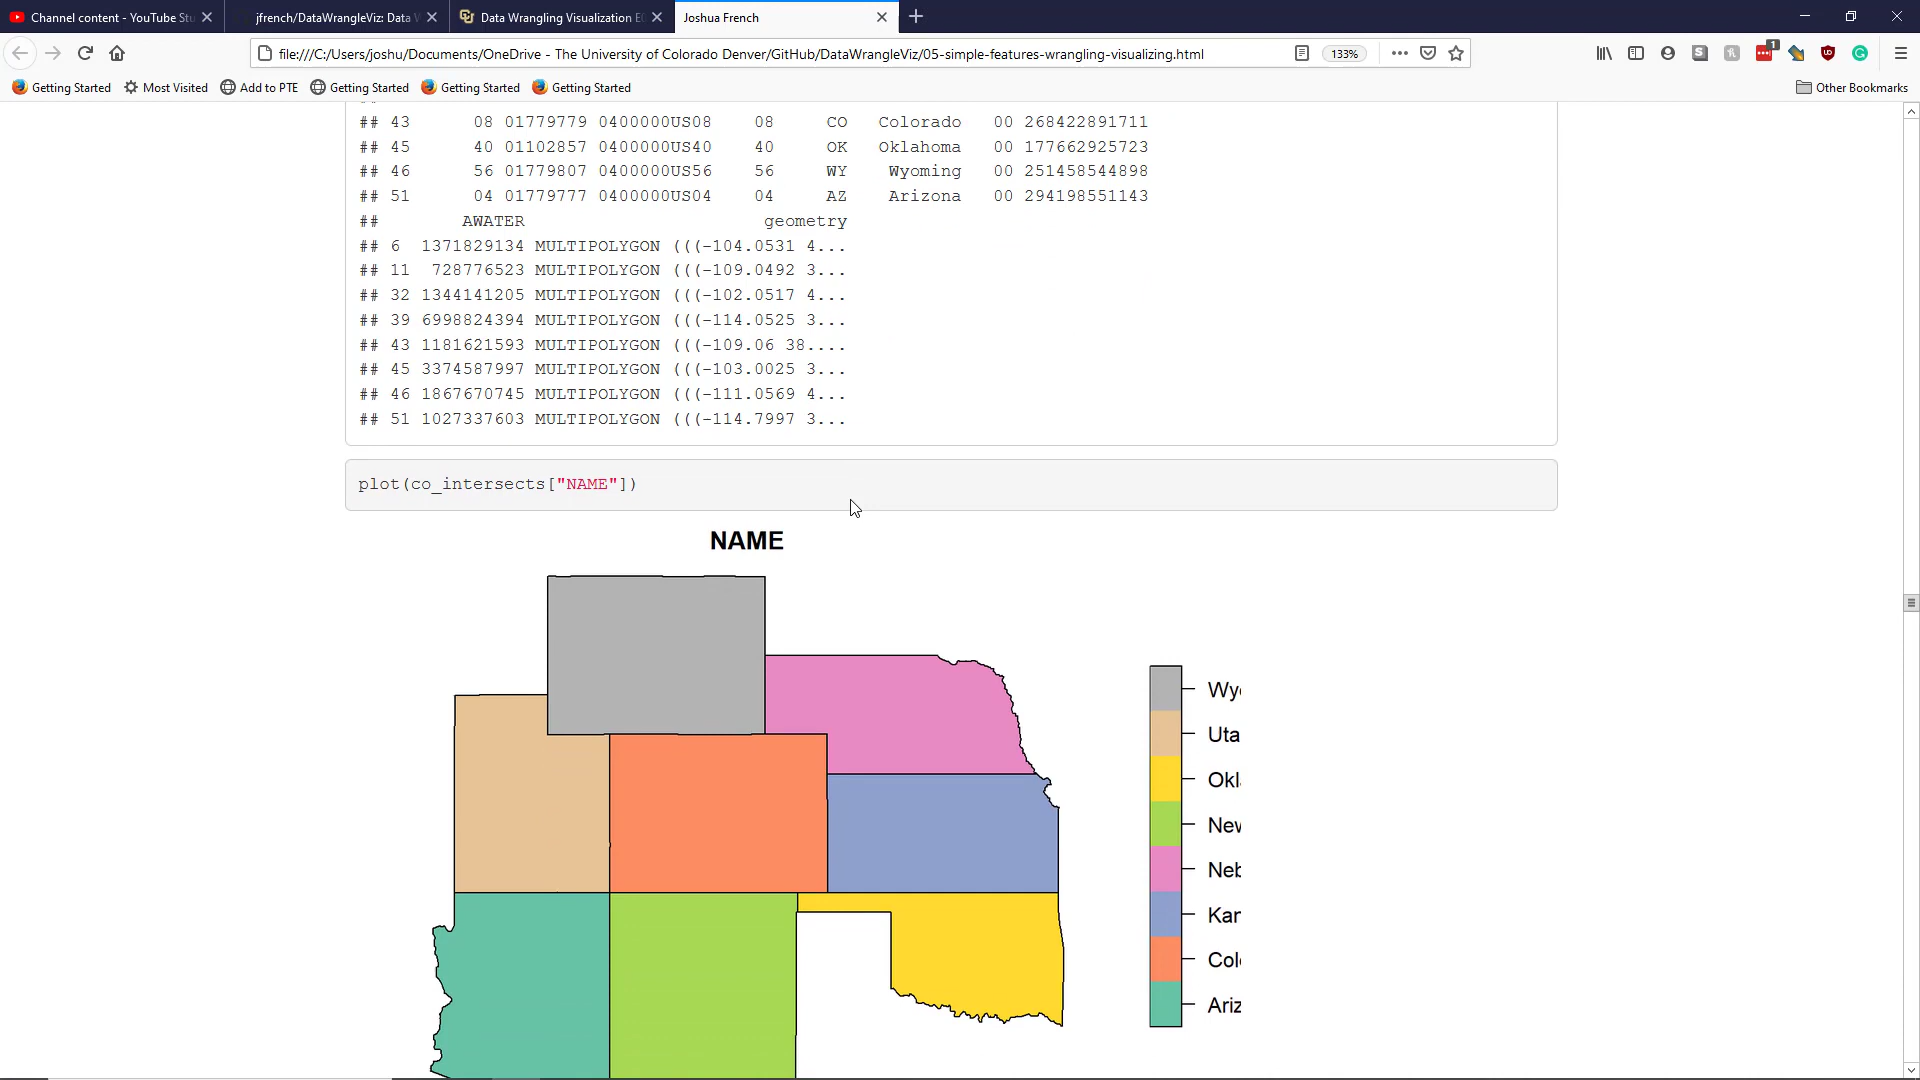 Channel content - YouTube Stu
jfrench/DataWrangleViz: Data W
Data Wrangling Visualization EC
Joshua French
file:///C:/Users/joshu/Documents/OneDrive - The University of Colorado Denver/GitHub/DataWrangleViz/05-simple-features-wrangling-visualizing.html
133%
1
Getting Started
Most Visited
Add to PTE
Getting Started
Getting Started
Getting Started
Other Bookmarks
## 43 08 01779779 0400000US08 08 CO Colorado 00 268422891711
## 45 40 01102857 0400000US40 40 OK Oklahoma 00 177662925723
## 46 56 01779807 0400000US56 56 WY Wyoming 00 251458544898
## 51 04 01779777 0400000US04 04 AZ Arizona 00 294198551143
## AWATER geometry
## 6 1371829134 MULTIPOLYGON (((-104.0531 4...
## 11 728776523 MULTIPOLYGON (((-109.0492 3...
## 32 1344141205 MULTIPOLYGON (((-102.0517 4...
## 39 6998824394 MULTIPOLYGON (((-114.0525 3...
## 43 1181621593 MULTIPOLYGON (((-109.06 38....
## 45 3374587997 MULTIPOLYGON (((-103.0025 3...
## 46 1867670745 MULTIPOLYGON (((-111.0569 4...
## 51 1027337603 MULTIPOLYGON (((-114.7997 3...
plot(co_intersects["NAME"])
NAME
Wyo
Uta
Okl
New
Neb
Kan
Colo
Ariz